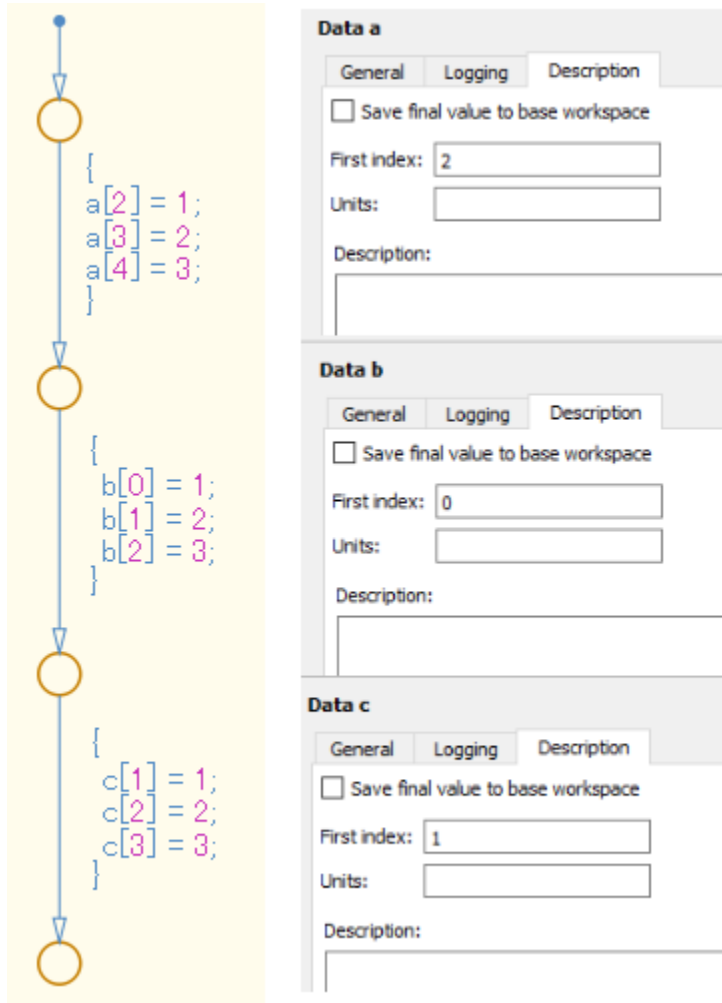 {
a[2] = 1;
a[3] = 2;
a[4] = 3;
}
{
b[0] = 1;
b[1] = 2;
b[2] = 3;
}
{
c[1] = 1;
c[2] = 2;
c[3] = 3;
}
Data a
General Logging Description
Save final value to base workspace
First index: 2
Units:
Description:
Data b
General Logging Description
Save final value to base workspace
First index: 0
Units:
Description:
Data c
General Logging Description
Save final value to base workspace
First index: 1
Units:
Description: